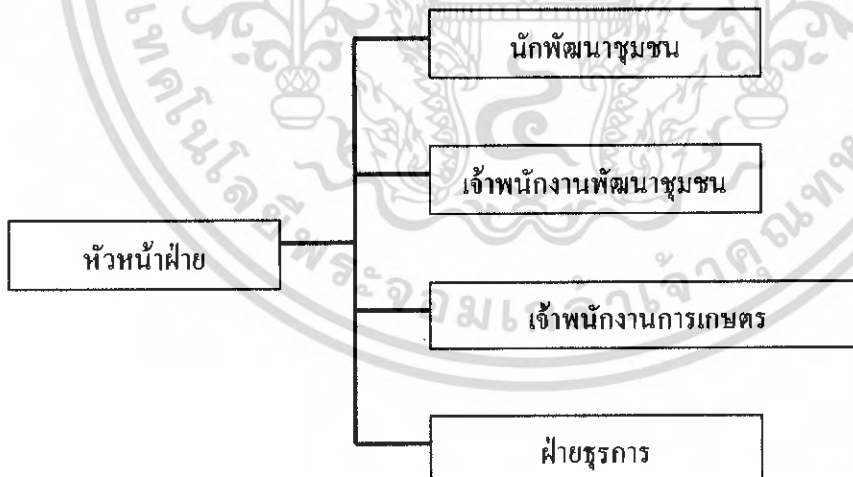 นักพัฒนาชุมชน
เจ้าพนักงานพัฒนาชุมชน
หัวหน้าฝ่าย
เจ้าพนักงานการเกษตร
ฝ่ายธุรการ